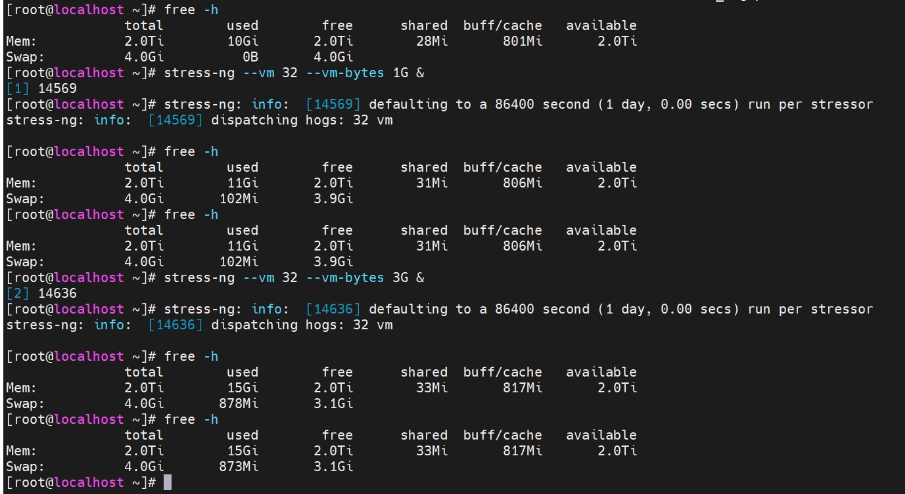 [root@localhost ~]# free -h
total used free shared buff/cache available
Mem: 2.0Ti 10Gi 2.0Ti 28Mi 801Mi 2.0Ti
Swap: 4.0Gi 0B 4.0Gi
[root@localhost ~]# stress-ng --vm 32 --vm-bytes 1G &
[1] 14569
[root@localhost ~]# stress-ng: info: [14569] defaulting to a 86400 second (1 day, 0.00 secs) run per stressor
stress-ng: info: [14569] dispatching hogs: 32 vm
[root@localhost ~]# free -h
total used free shared buff/cache available
Mem: 2.0Ti 11Gi 2.0Ti 31Mi 806Mi 2.0Ti
Swap: 4.0Gi 102Mi 3.9Gi
[root@localhost ~]# free -h
total used free shared buff/cache available
Mem: 2.0Ti 11Gi 2.0Ti 31Mi 806Mi 2.0Ti
Swap: 4.0Gi 102Mi 3.9Gi
[root@localhost ~]# stress-ng --vm 32 --vm-bytes 3G &
[2] 14636
[root@localhost ~]# stress-ng: info: [14636] defaulting to a 86400 second (1 day, 0.00 secs) run per stressor
stress-ng: info: [14636] dispatching hogs: 32 vm
[root@localhost ~]# free -h
total used free shared buff/cache available
Mem: 2.0Ti 15Gi 2.0Ti 33Mi 817Mi 2.0Ti
Swap: 4.0Gi 878Mi 3.1Gi
[root@localhost ~]# free -h
total used free shared buff/cache available
Mem: 2.0Ti 15Gi 2.0Ti 33Mi 817Mi 2.0Ti
Swap: 4.0Gi 873Mi 3.1Gi
[root@localhost ~]#